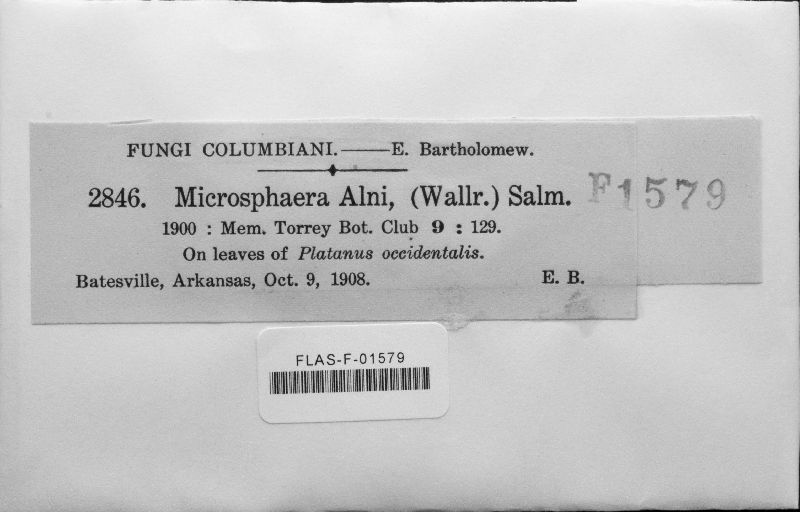 FUNGI COLUMBIANI.——E. Bartholomew.
2846. Microsphaera Alni, (Wallr.) Salm.
F1579
1900 : Mem. Torrey Bot. Club 9 : 129.
On leaves of Platanus occidentalis.
Batesville, Arkansas, Oct. 9, 1908. E. B.
FLAS-F-01579